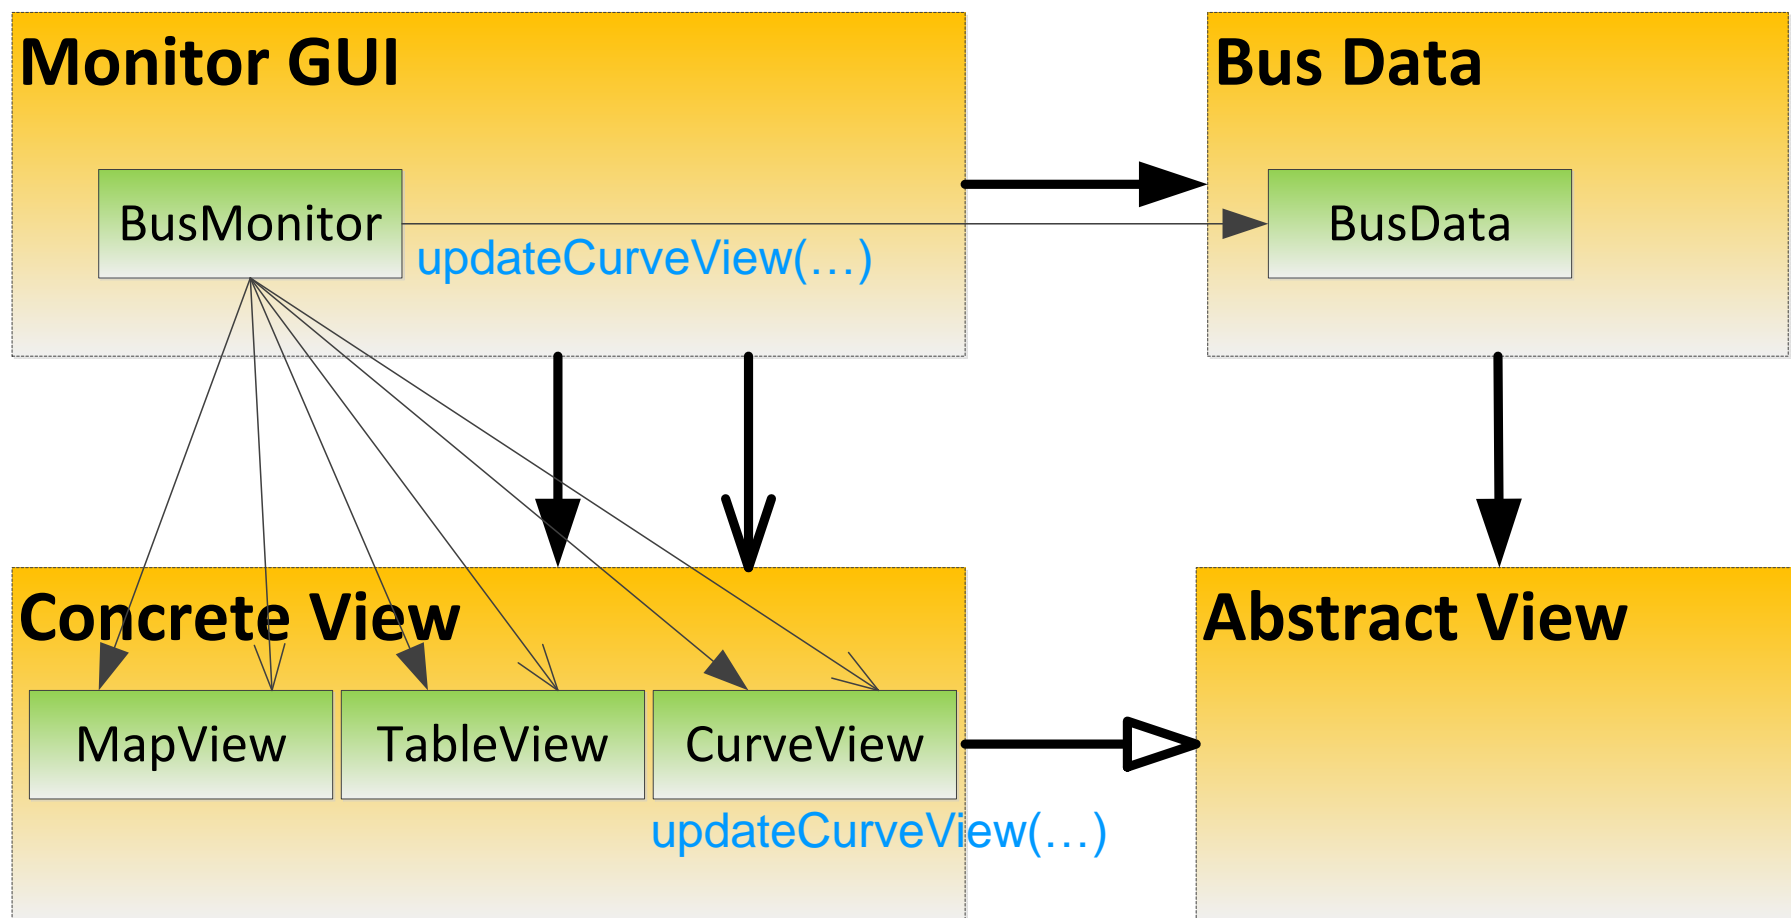 Monitor GUI
Bus Data
BusMonitor
BusData
updateCurveView(…)
Concrete View
Abstract View
MapView
TableView
CurveView
updateCurveView(…)